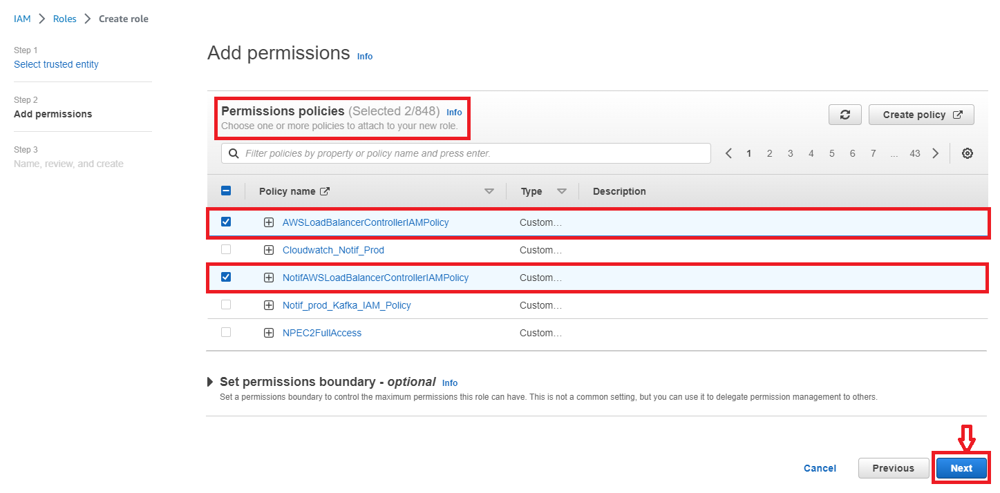 IAM > Roles > Create role
Step 1
Select trusted entity
Step 2
Add permissions
Step 3
Name, review, and create
Add permissions Info
Permissions policies (Selected 2/848) Info
Choose one or more policies to attach to your new role.
Create policy
Filter policies by property or policy name and press enter.
1 2 3 4 5 6 7 ... 43
Policy name Type Description
AWSLoadBalancerControllerIAMPolicy Custom...
Cloudwatch_Notif_Prod Custom...
NotifAWSLoadBalancerControllerIAMPolicy Custom...
Notif_prod_Kafka_IAM_Policy Custom...
NPEC2FullAccess Custom...
Set permissions boundary - optional Info
Set a permissions boundary to control the maximum permissions this role can have. This is not a common setting, but you can use it to delegate permission management to others.
Cancel Previous Next